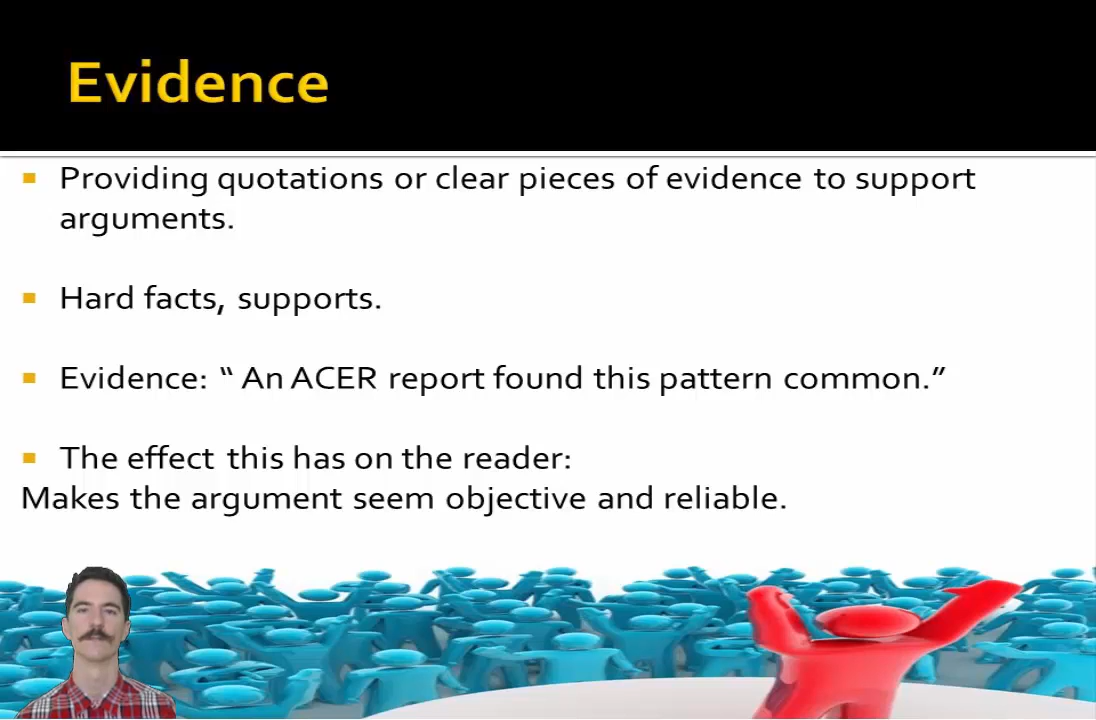 Evidence
Providing quotations or clear pieces of evidence to support
arguments.
Hard facts, supports.
Evidence: “ An ACER report found this pattern common.”
The effect this has on the reader:
Makes the argument seem objective and reliable.